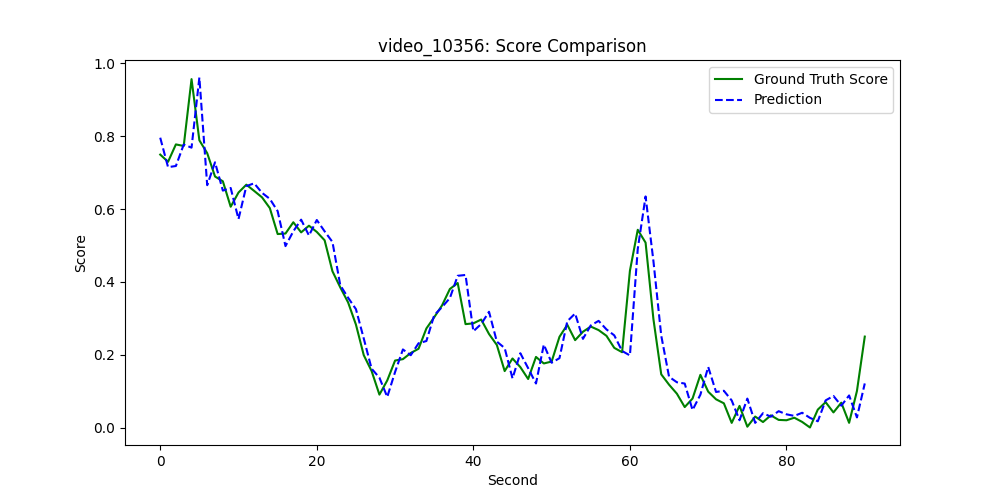 video_10356: Score Comparison
Ground Truth Score
Prediction
Score
1.0
0.8
0.6
0.4
0.2
0.0
0 20 40 60 80
Second